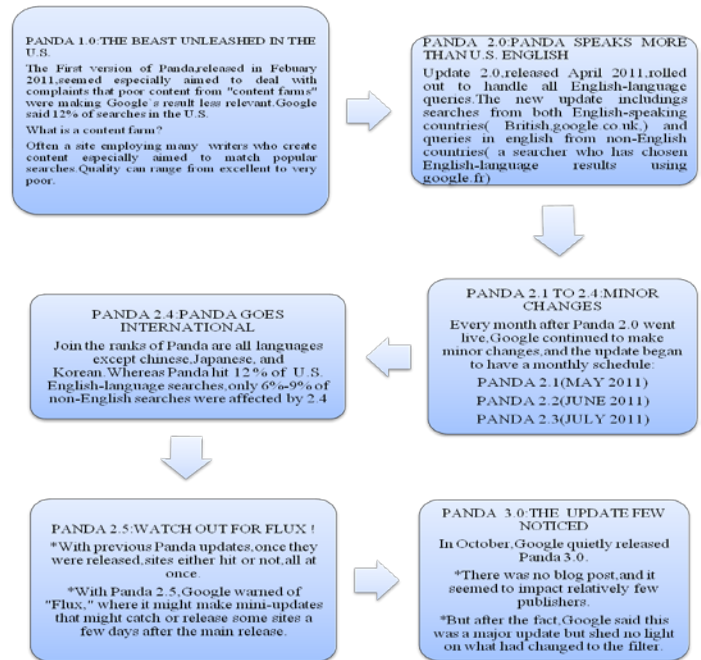 PANDA 1.0:THE BEAST UNLEASHED IN THE
U.S.
The First version of Panda,released in Febuary
2011,seemed especially aimed to deal with
complaints that poor content from "content farms"
were making Google`s result less relevant.Google
said 12% of searches in the U.S.
What is a content farm?
Often a site employing many writers who create
content especially aimed to match popular
searches.Quality can range from excellent to very
poor.
PANDA 2.0:PANDA SPEAKS MORE
THAN U.S. ENGLISH
Update 2.0,released April 2011,rolled
out to handle all English-language
queries.The new update includings
searches from both English-speaking
countries( British,google.co.uk,) and
queries in english from non-English
countries( a searcher who has chosen
English-language results using
google.fr)
PANDA 2.1 TO 2.4:MINOR
CHANGES
Every month after Panda 2.0 went
live,Google continued to make
minor changes,and the update began
to have a monthly schedule:
PANDA 2.1(MAY 2011)
PANDA 2.2(JUNE 2011)
PANDA 2.3(JULY 2011)
PANDA 2.4:PANDA GOES
INTERNATIONAL
Join the ranks of Panda are all languages
except chinese,Japanese, and
Korean.Whereas Panda hit 12% of U.S.
English-language searches,only 6%-9% of
non-English searches were affected by 2.4
PANDA 2.5:WATCH OUT FOR FLUX !
*With previous Panda updates,once they
were released,sites either hit or not,all at
once.
*With Panda 2.5,Google warned of
"Flux," where it might make mini-updates
that might catch or release some sites a
few days after the main release.
PANDA 3.0:THE UPDATE FEW
NOTICED
In October,Google quietly released
Panda 3.0.
*There was no blog post,and it
seemed to impact relatively few
publishers.
*But after the fact,Google said this
was a major update but shed no light
on what had changed to the filter.